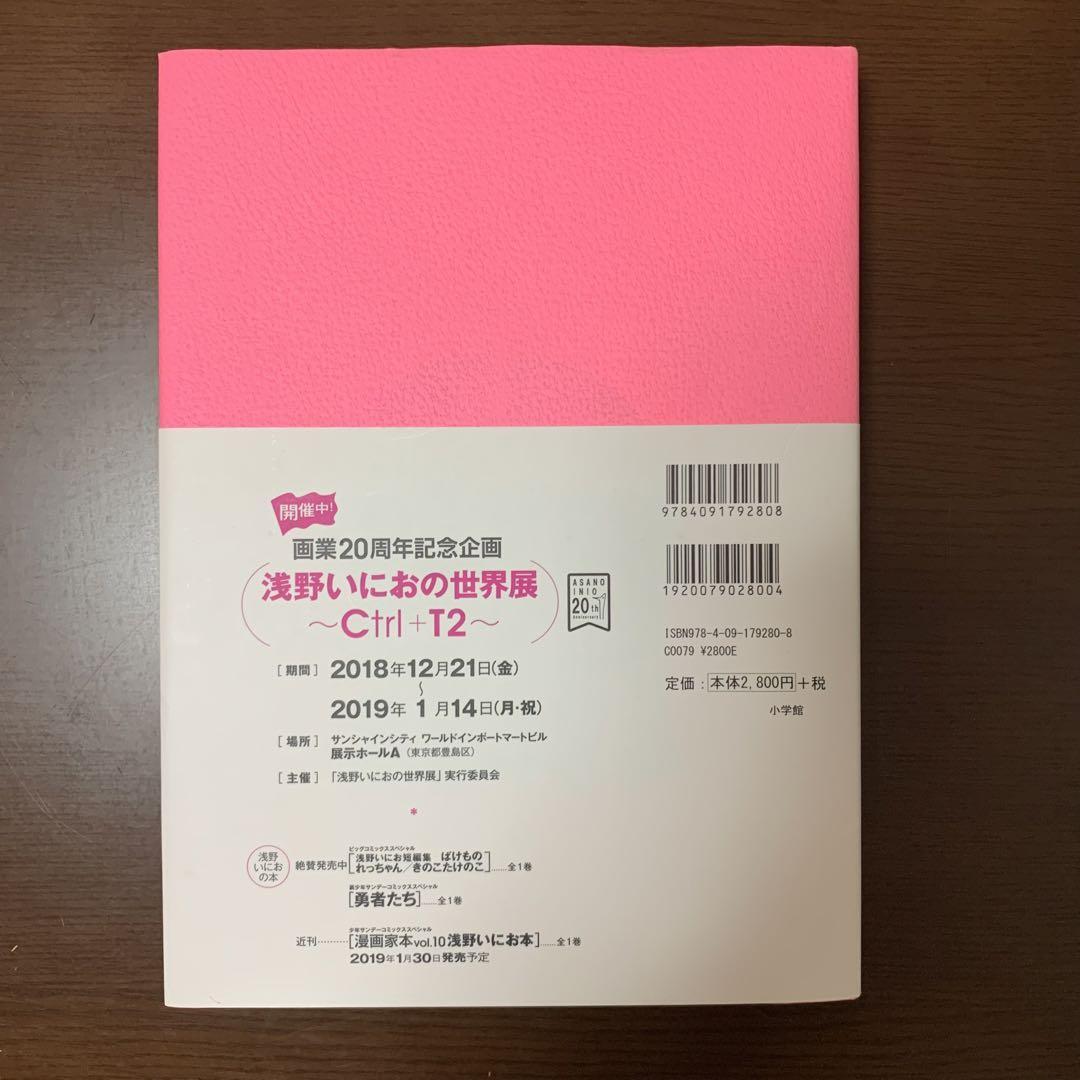 開催中!
画業20周年記念企画
浅野いにおの世界展
～Ctrl+T2～
ASANO
INIO
20th
Anniversary
[期間] 2018年12月21日(金)
～
2019年 1月14日(月・祝)
[場所] サンシャインシティ ワールドインポートマートビル
展示ホールA (東京都豊島区)
[主催] 「浅野いにおの世界展」実行委員会
*
浅野
いにお
の本
絶賛発売中
ビッグコミックススペシャル
[浅野いにお短編集 ばけもの
れっちゃん/きのこたけのこ]……全1巻
裏少年サンデーコミックススペシャル
[勇者たち]……全1巻
少年サンデーコミックススペシャル
近刊………[漫画家本vol.10浅野いにお本]……全1巻
2019年1月30日発売予定
9784091792808
1920079028004
ISBN978-4-09-179280-8
C0079 ¥2800E
定価:本体2,800円+税
小学館